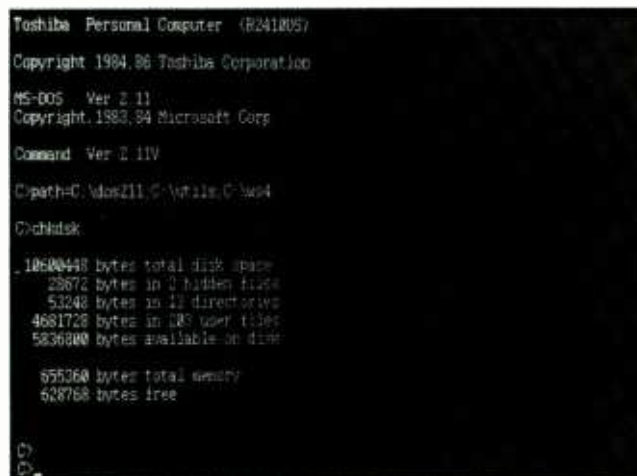 Toshiba Personal Computer (R2410US)
Copyright 1984,86 Toshiba Corporation
MS-DOS Ver 2.11
Copyright 1983,84 Microsoft Corp
Command Ver 2.11V
C>path=C:\dos211;C:\utils;C:\ws4
C>chkdsk
10600448 bytes total disk space
28672 bytes in 2 hidden files
53248 bytes in 13 directories
4681728 bytes in 203 user files
5836800 bytes available on disk
655360 bytes total memory
628768 bytes free